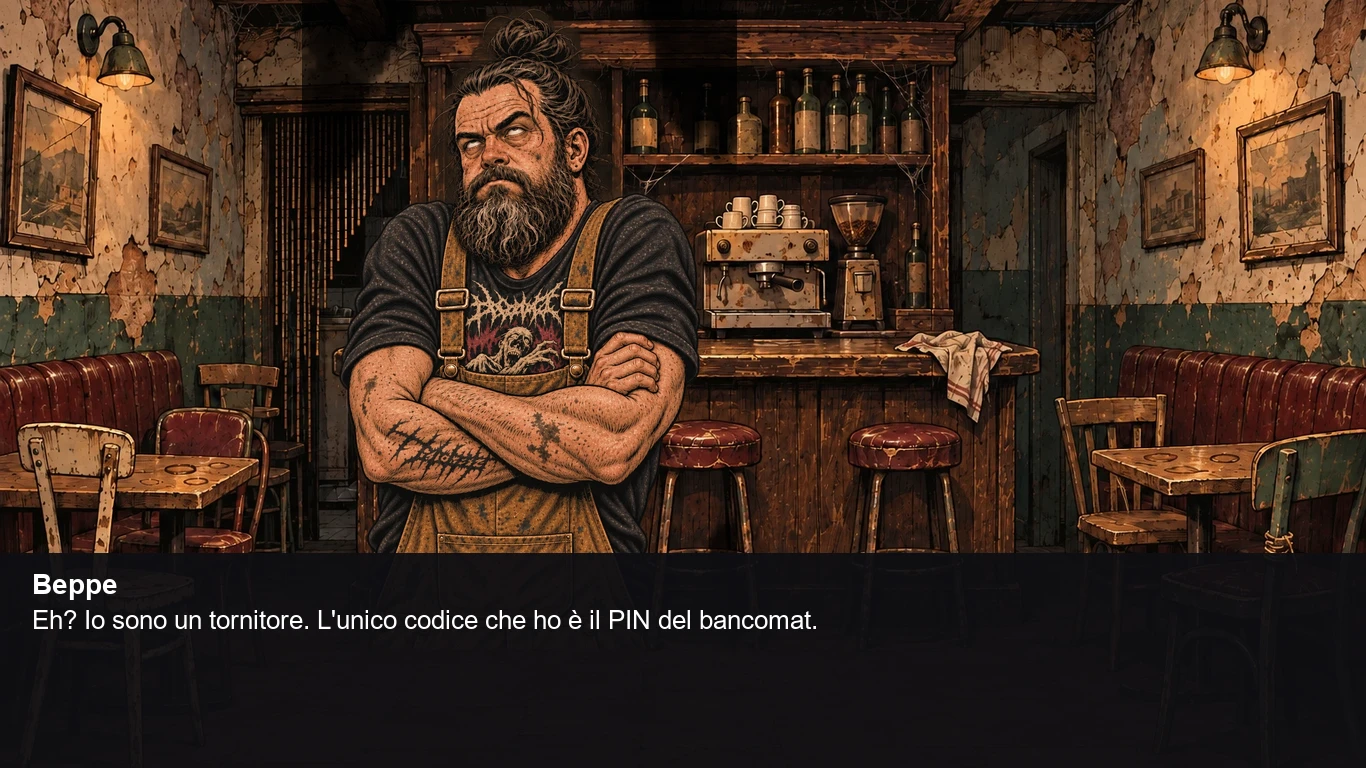 Beppe
Eh? Io sono un tornitore. L'unico codice che ho è il PIN del bancomat.